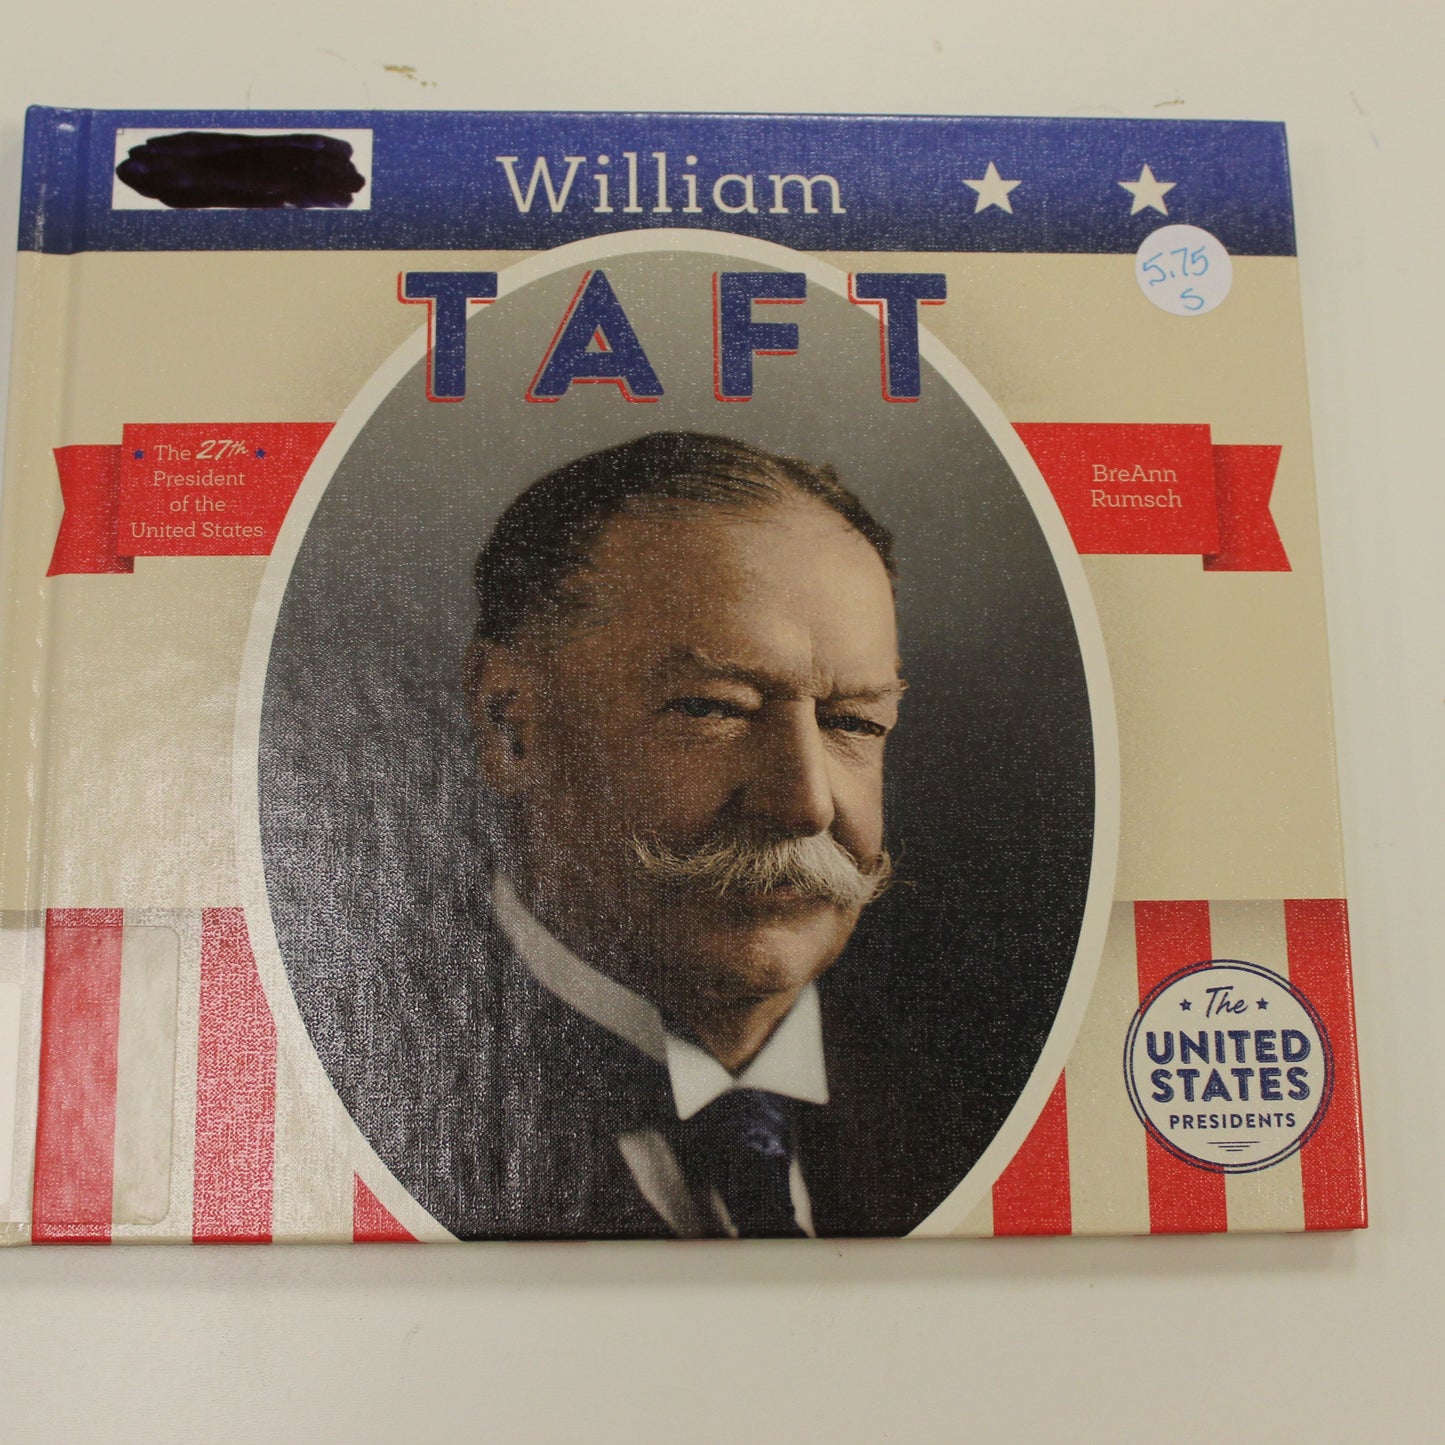 William
TAFT
5.75
S
The 27th
President
of the
United States
BreAnn
Rumsch
The
UNITED
STATES
PRESIDENTS